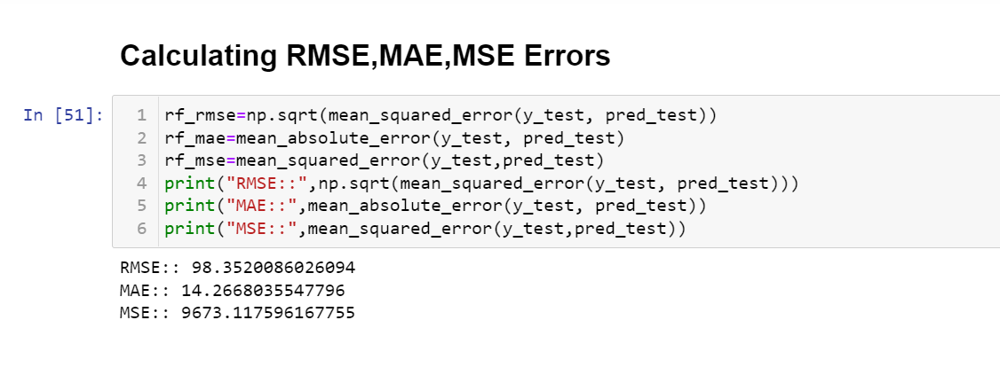 Calculating RMSE,MAE,MSE Errors
In [51]:
1 rf_rmse=np.sqrt(mean_squared_error(y_test, pred_test))
2 rf_mae=mean_absolute_error(y_test, pred_test)
3 rf_mse=mean_squared_error(y_test,pred_test)
4 print("RMSE::",np.sqrt(mean_squared_error(y_test, pred_test)))
5 print("MAE::",mean_absolute_error(y_test, pred_test))
6 print("MSE::",mean_squared_error(y_test,pred_test))
RMSE:: 98.3520086026094
MAE:: 14.2668035547796
MSE:: 9673.117596167755